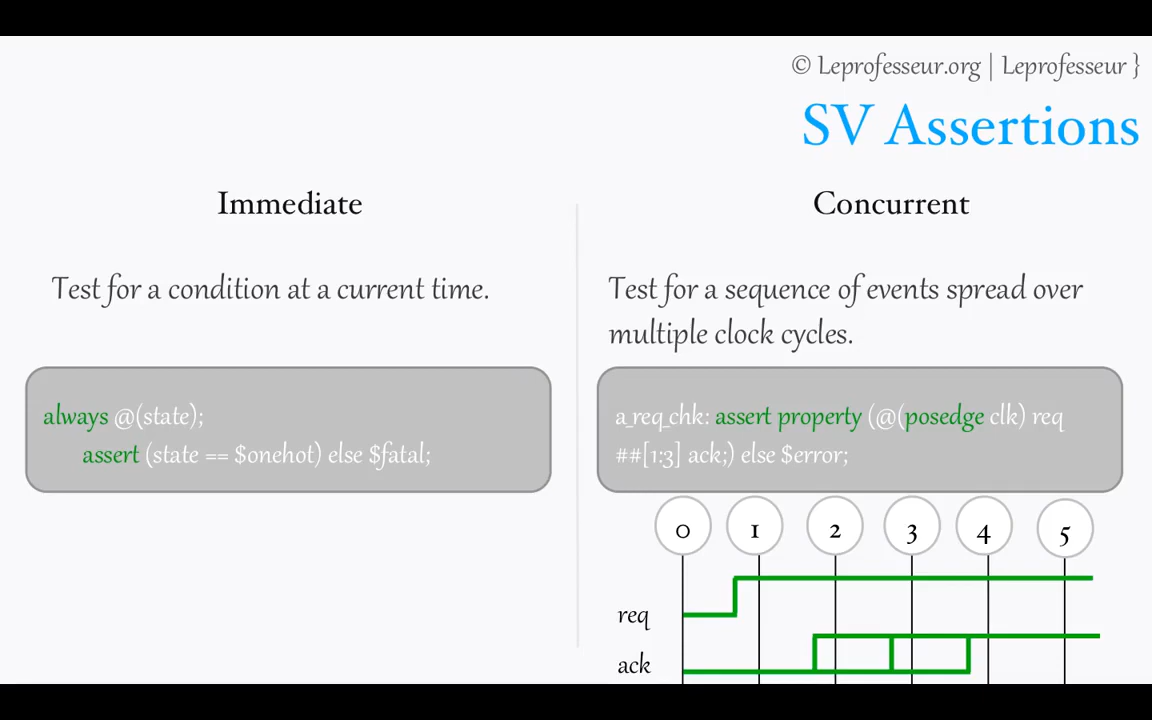 © Leprofesseur.org | Leprofesseur }
SV Assertions
Immediate
Test for a condition at a current time.
always @(state);
assert (state == $onehot) else $fatal;
Concurrent
Test for a sequence of events spread over
multiple clock cycles.
a_req_chk: assert property (@(posedge clk) req
##[1:3] ack;) else $error;
0 1 2 3 4 5
req
ack